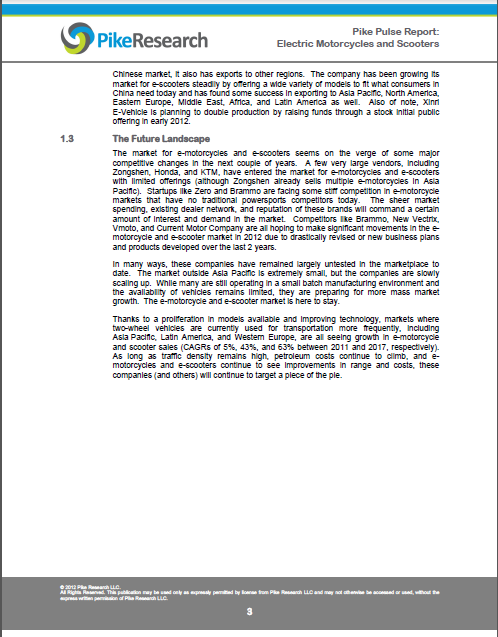 PikeResearch
Pike Pulse Report:
Electric Motorcycles and Scooters
Chinese market, it also has exports to other regions. The company has been growing its
market for e-scooters steadily by offering a wide variety of models to fit what consumers in
China need today and has found some success in exporting to Asia Pacific, North America,
Eastern Europe, Middle East, Africa, and Latin America as well. Also of note, Xinri
E-Vehicle is planning to double production by raising funds through a stock initial public
offering in early 2012.
1.3 The Future Landscape
The market for e-motorcycles and e-scooters seems on the verge of some major
competitive changes in the next couple of years. A few very large vendors, including
Zongshen, Honda, and KTM, have entered the market for e-motorcycles and e-scooters
with limited offerings (although Zongshen already sells multiple e-motorcycles in Asia
Pacific). Startups like Zero and Brammo are facing some stiff competition in e-motorcycle
markets that have no traditional powersports competitors today. The sheer market
spending, existing dealer network, and reputation of these brands will command a certain
amount of interest and demand in the market. Competitors like Brammo, New Vectrix,
Vmoto, and Current Motor Company are all hoping to make significant movements in the e-
motorcycle and e-scooter market in 2012 due to drastically revised or new business plans
and products developed over the last 2 years.
In many ways, these companies have remained largely untested in the marketplace to
date. The market outside Asia Pacific is extremely small, but the companies are slowly
scaling up. While many are still operating in a small batch manufacturing environment and
the availability of vehicles remains limited, they are preparing for more mass market
growth. The e-motorcycle and e-scooter market is here to stay.
Thanks to a proliferation in models available and improving technology, markets where
two-wheel vehicles are currently used for transportation more frequently, including
Asia Pacific, Latin America, and Western Europe, are all seeing growth in e-motorcycle
and scooter sales (CAGRs of 5%, 43%, and 63% between 2011 and 2017, respectively).
As long as traffic density remains high, petroleum costs continue to climb, and e-
motorcycles and e-scooters continue to see improvements in range and costs, these
companies (and others) will continue to target a piece of the pie.
© 2012 Pike Research LLC.
All Rights Reserved. This publication may be used only as expressly permitted by license from Pike Research LLC and may not otherwise be accessed or used, without the
express written permission of Pike Research LLC.
3